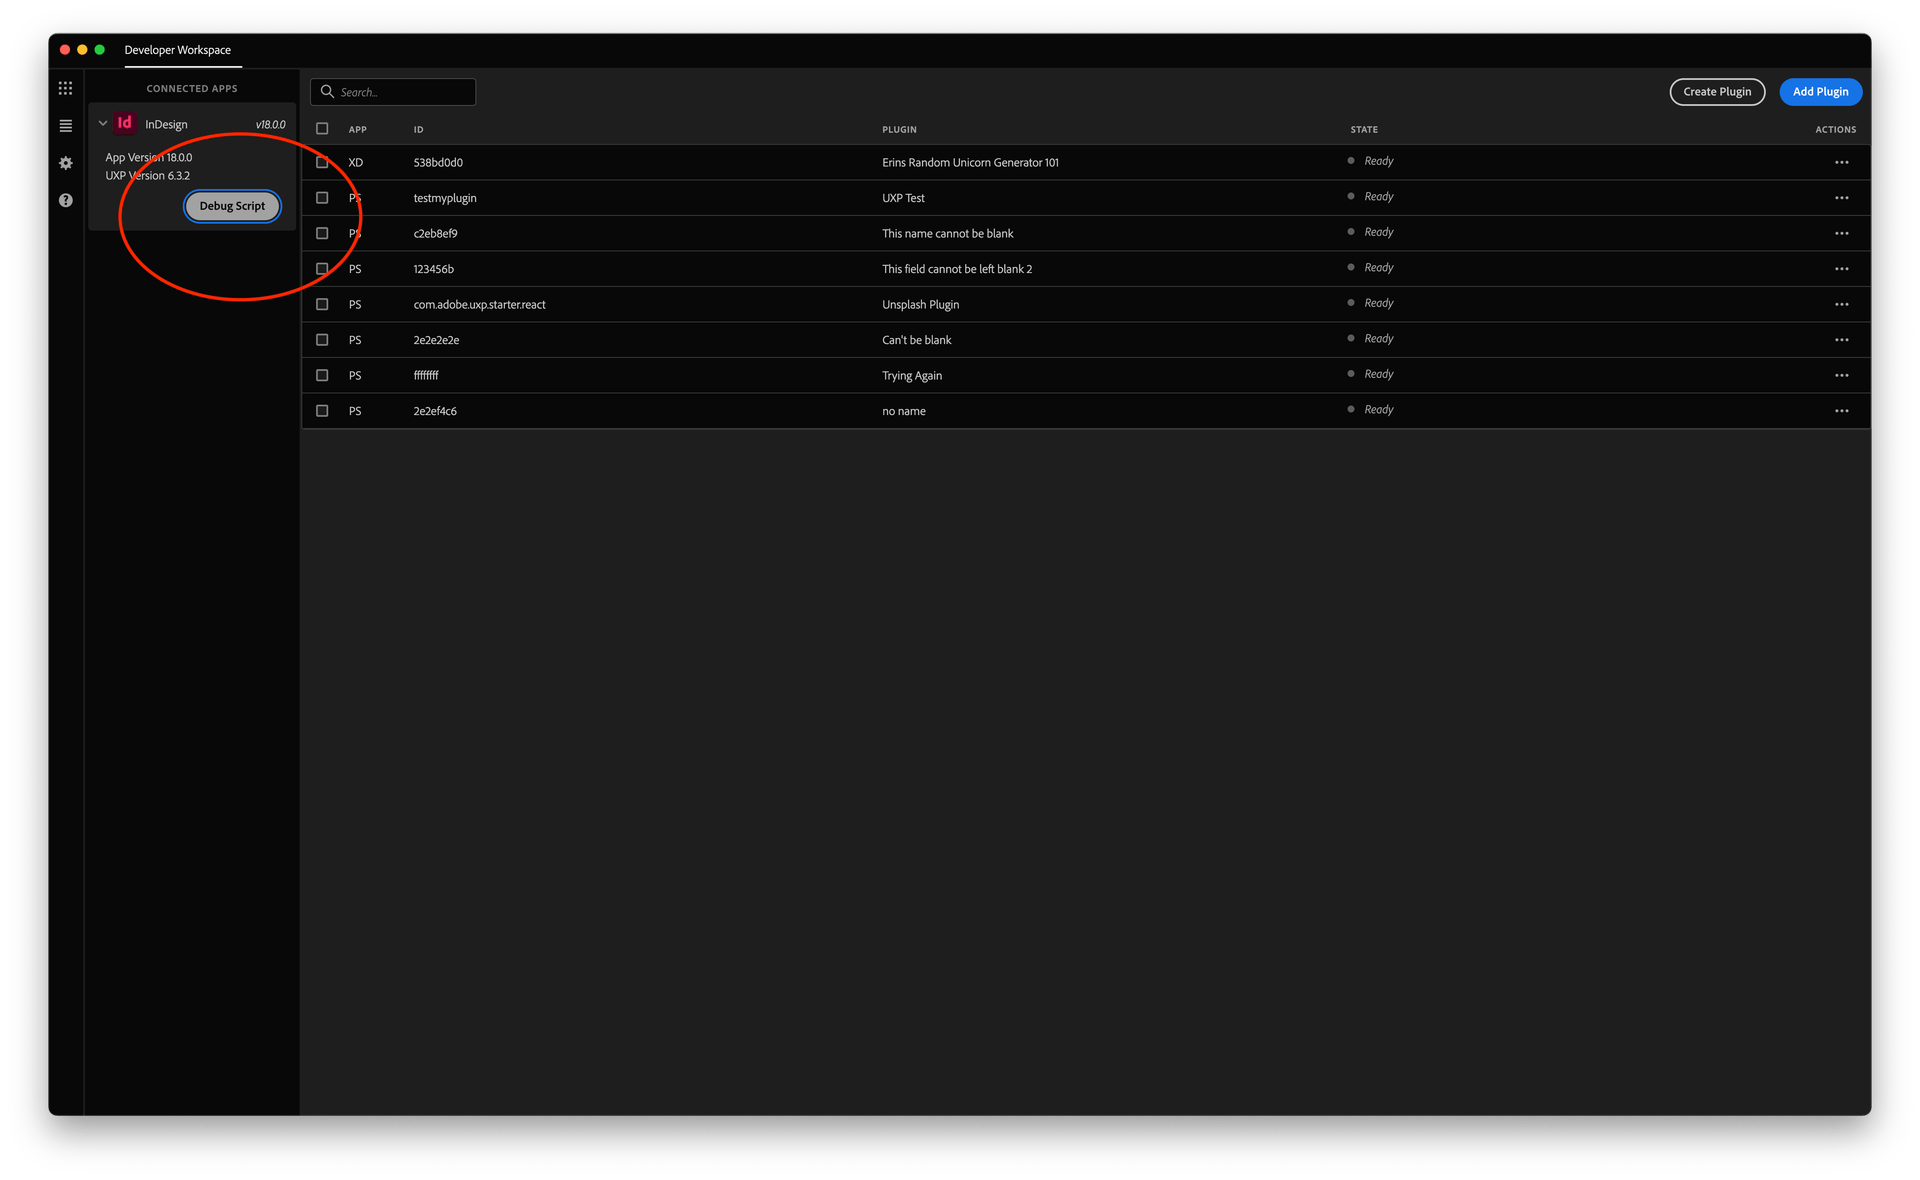 Developer Workspace
CONNECTED APPS
Id InDesign v18.0.0
App Version 18.0.0
UXP Version 6.3.2
Debug Script
Search...
Create Plugin
Add Plugin
APP ID PLUGIN STATE ACTIONS
XD 538bd0d0 Erins Random Unicorn Generator 101 Ready
PS testmyplugin UXP Test Ready
PS c2eb8ef9 This name cannot be blank Ready
PS 123456b This field cannot be left blank 2 Ready
PS com.adobe.uxp.starter.react Unsplash Plugin Ready
PS 2e2e2e2e Can't be blank Ready
PS ffffffff Trying Again Ready
PS 2e2ef4c6 no name Ready